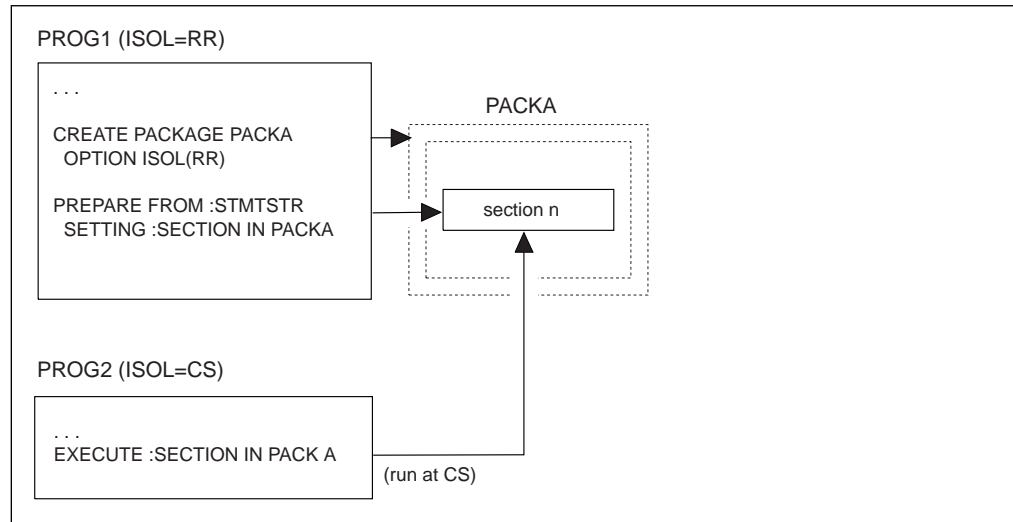 PROG1 (ISOL=RR)
. . .
CREATE PACKAGE PACKA
OPTION ISOL(RR)
PREPARE FROM :STMTSTR
SETTING :SECTION IN PACKA
PACKA
section n
PROG2 (ISOL=CS)
. . .
EXECUTE :SECTION IN PACK A
(run at CS)